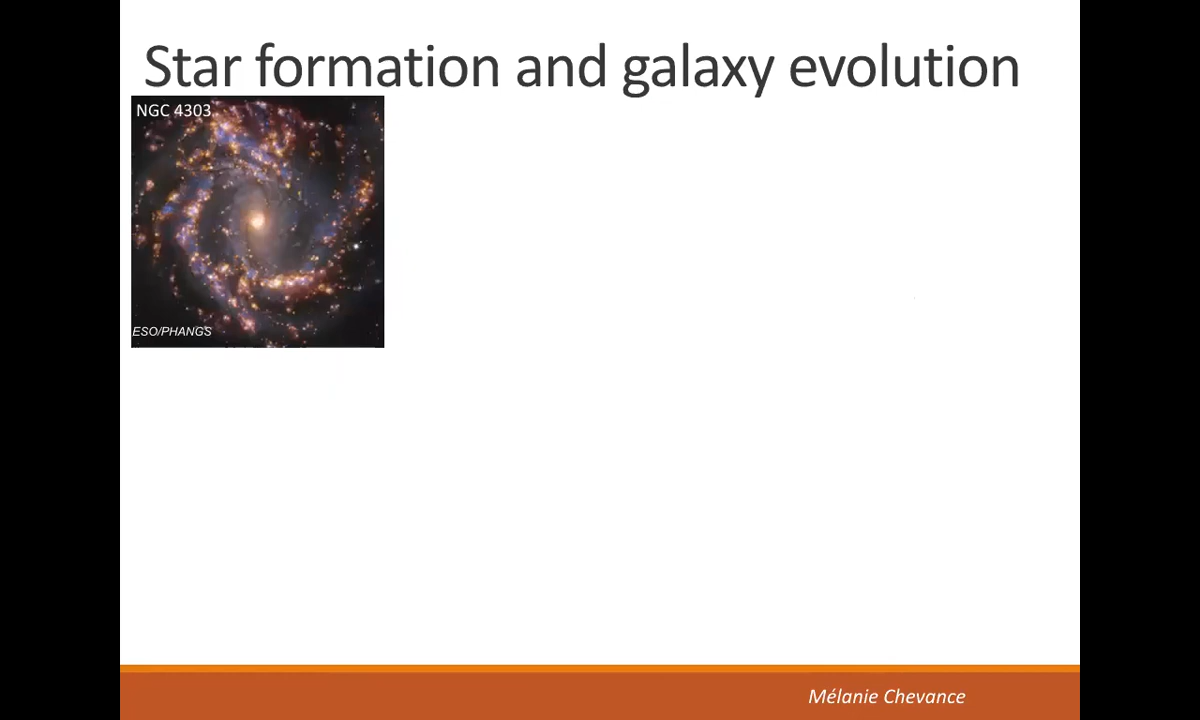 Star formation and galaxy evolution
NGC 4303
ESO/PHANGS
Mélanie Chevance